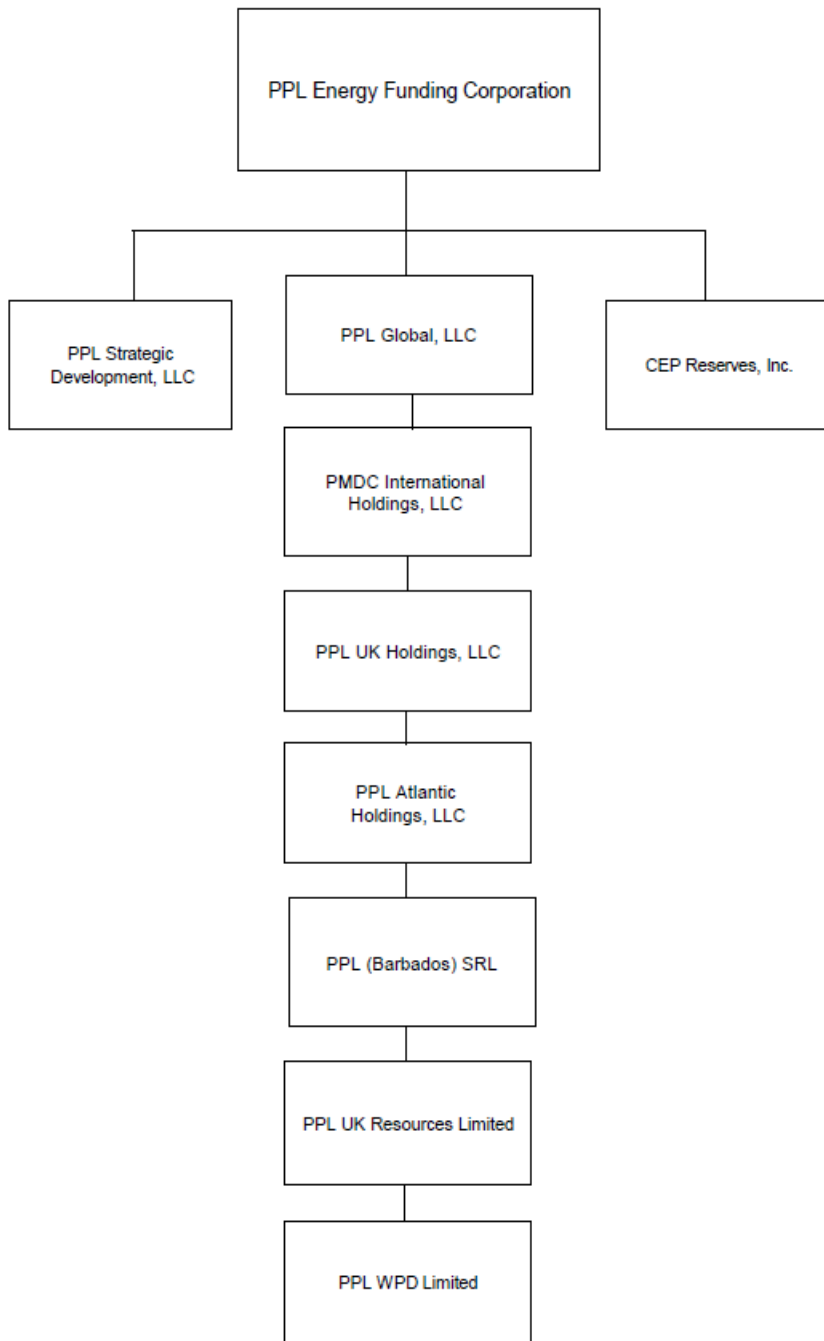 PPL Energy Funding Corporation
PPL Strategic
Development, LLC
PPL Global, LLC
CEP Reserves, Inc.
PMDC International
Holdings, LLC
PPL UK Holdings, LLC
PPL Atlantic
Holdings, LLC
PPL (Barbados) SRL
PPL UK Resources Limited
PPL WPD Limited